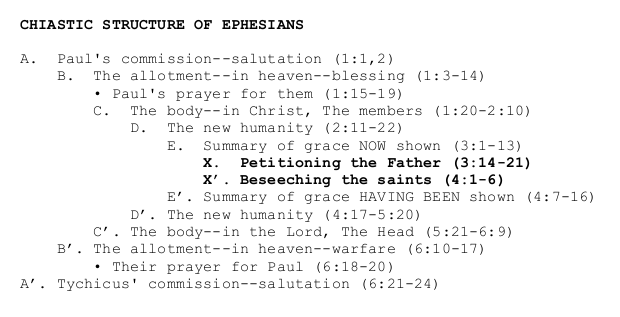 CHIASTIC STRUCTURE OF EPHESIANS
A. Paul's commission--salutation (1:1,2)
B. The allotment--in heaven--blessing (1:3-14)
• Paul's prayer for them (1:15-19)
C. The body--in Christ, The members (1:20-2:10)
D. The new humanity (2:11-22)
E. Summary of grace NOW shown (3:1-13)
X. Petitioning the Father (3:14-21)
X′. Beseeching the saints (4:1-6)
E′. Summary of grace HAVING BEEN shown (4:7-16)
D′. The new humanity (4:17-5:20)
C′. The body--in the Lord, The Head (5:21-6:9)
B′. The allotment--in heaven--warfare (6:10-17)
• Their prayer for Paul (6:18-20)
A′. Tychicus' commission--salutation (6:21-24)